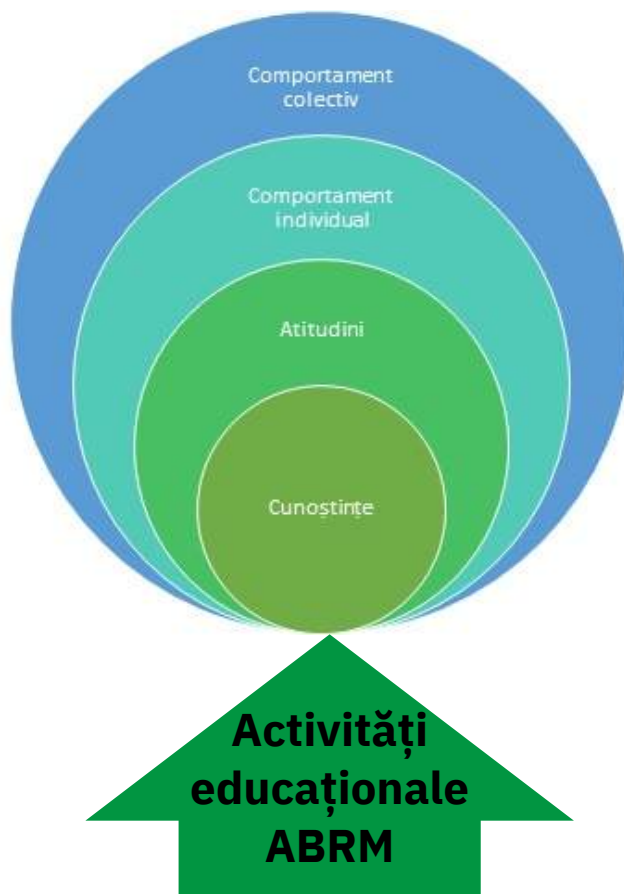 Comportament
colectiv
Comportament
individual
Atitudini
Cunoștințe
Activități
educaționale
ABRM